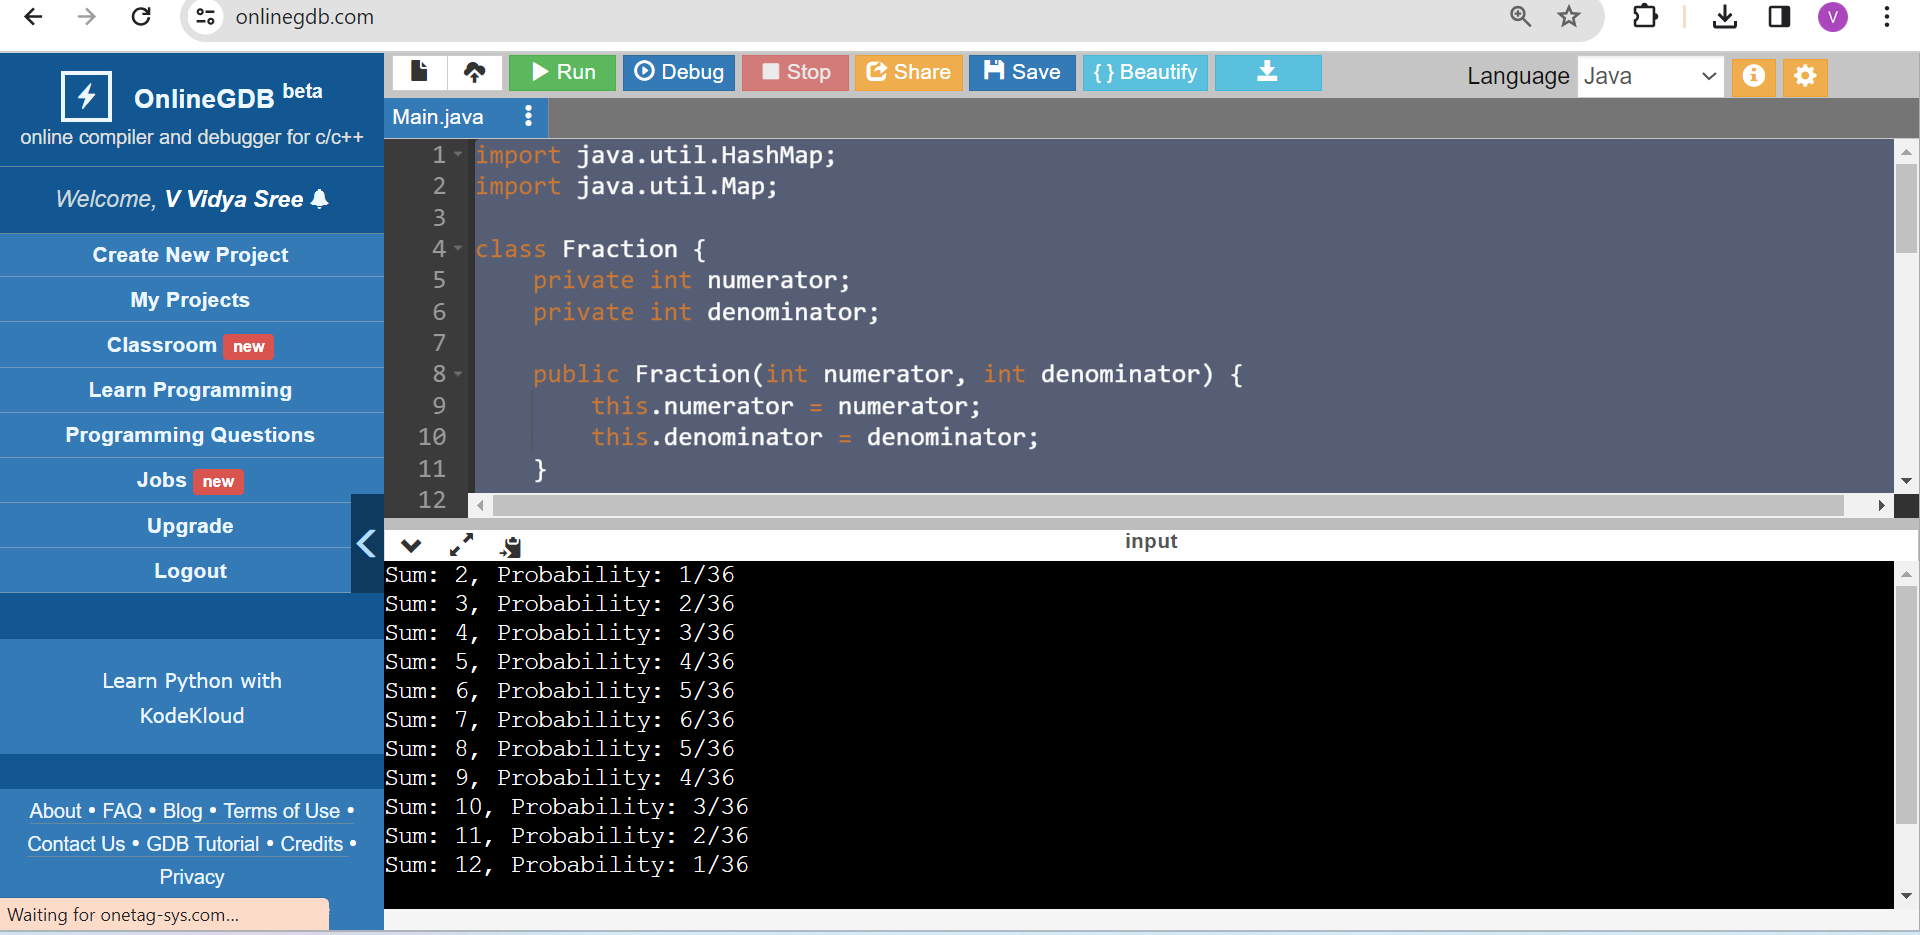 onlinegdb.com
V
OnlineGDB beta
online compiler and debugger for c/c++
Welcome, V Vidya Sree
Create New Project
My Projects
Classroom new
Learn Programming
Programming Questions
Jobs new
Upgrade
Logout
Learn Python with
KodeKloud
About • FAQ • Blog • Terms of Use •
Contact Us • GDB Tutorial • Credits •
Privacy
Waiting for onetag-sys.com...
Run Debug Stop Share Save { } Beautify Language Java
Main.java
1 import java.util.HashMap;
2 import java.util.Map;
3
4 class Fraction {
5 private int numerator;
6 private int denominator;
7
8 public Fraction(int numerator, int denominator) {
9 this.numerator = numerator;
10 this.denominator = denominator;
11 }
12
input
Sum: 2, Probability: 1/36
Sum: 3, Probability: 2/36
Sum: 4, Probability: 3/36
Sum: 5, Probability: 4/36
Sum: 6, Probability: 5/36
Sum: 7, Probability: 6/36
Sum: 8, Probability: 5/36
Sum: 9, Probability: 4/36
Sum: 10, Probability: 3/36
Sum: 11, Probability: 2/36
Sum: 12, Probability: 1/36